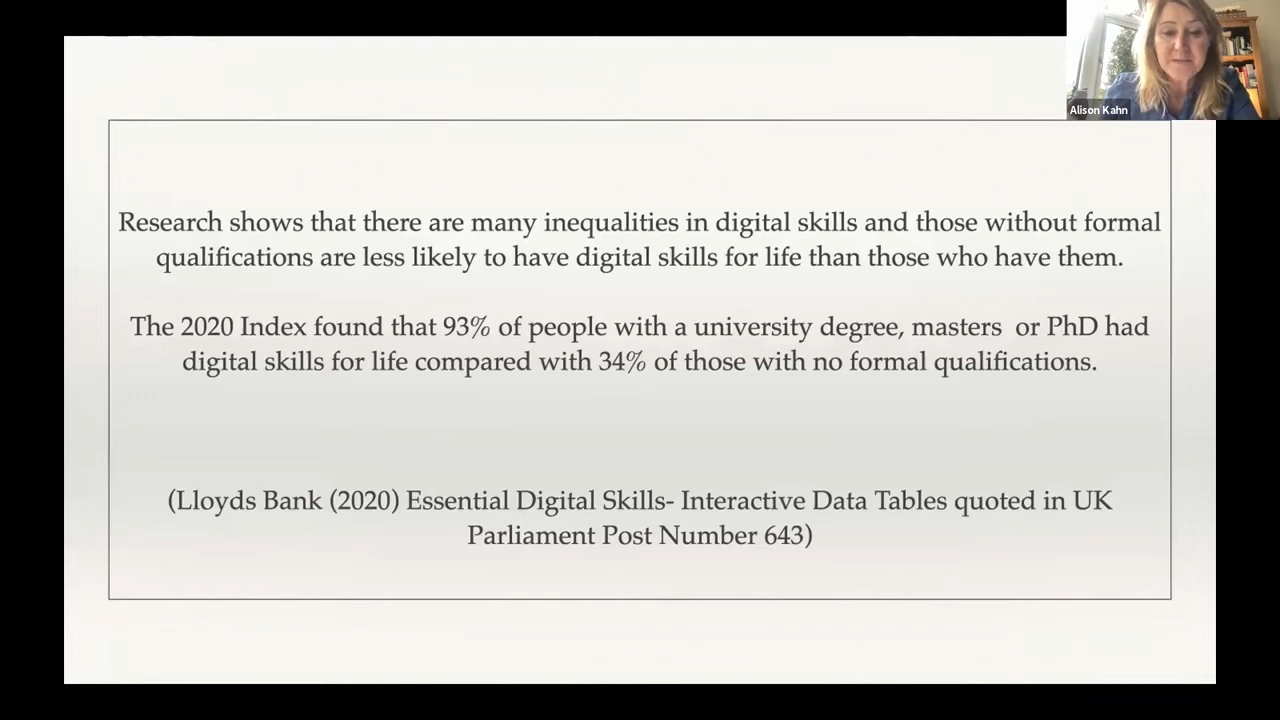 Alison Kahn
Research shows that there are many inequalities in digital skills and those without formal
qualifications are less likely to have digital skills for life than those who have them.
The 2020 Index found that 93% of people with a university degree, masters or PhD had
digital skills for life compared with 34% of those with no formal qualifications.
(Lloyds Bank (2020) Essential Digital Skills- Interactive Data Tables quoted in UK
Parliament Post Number 643)